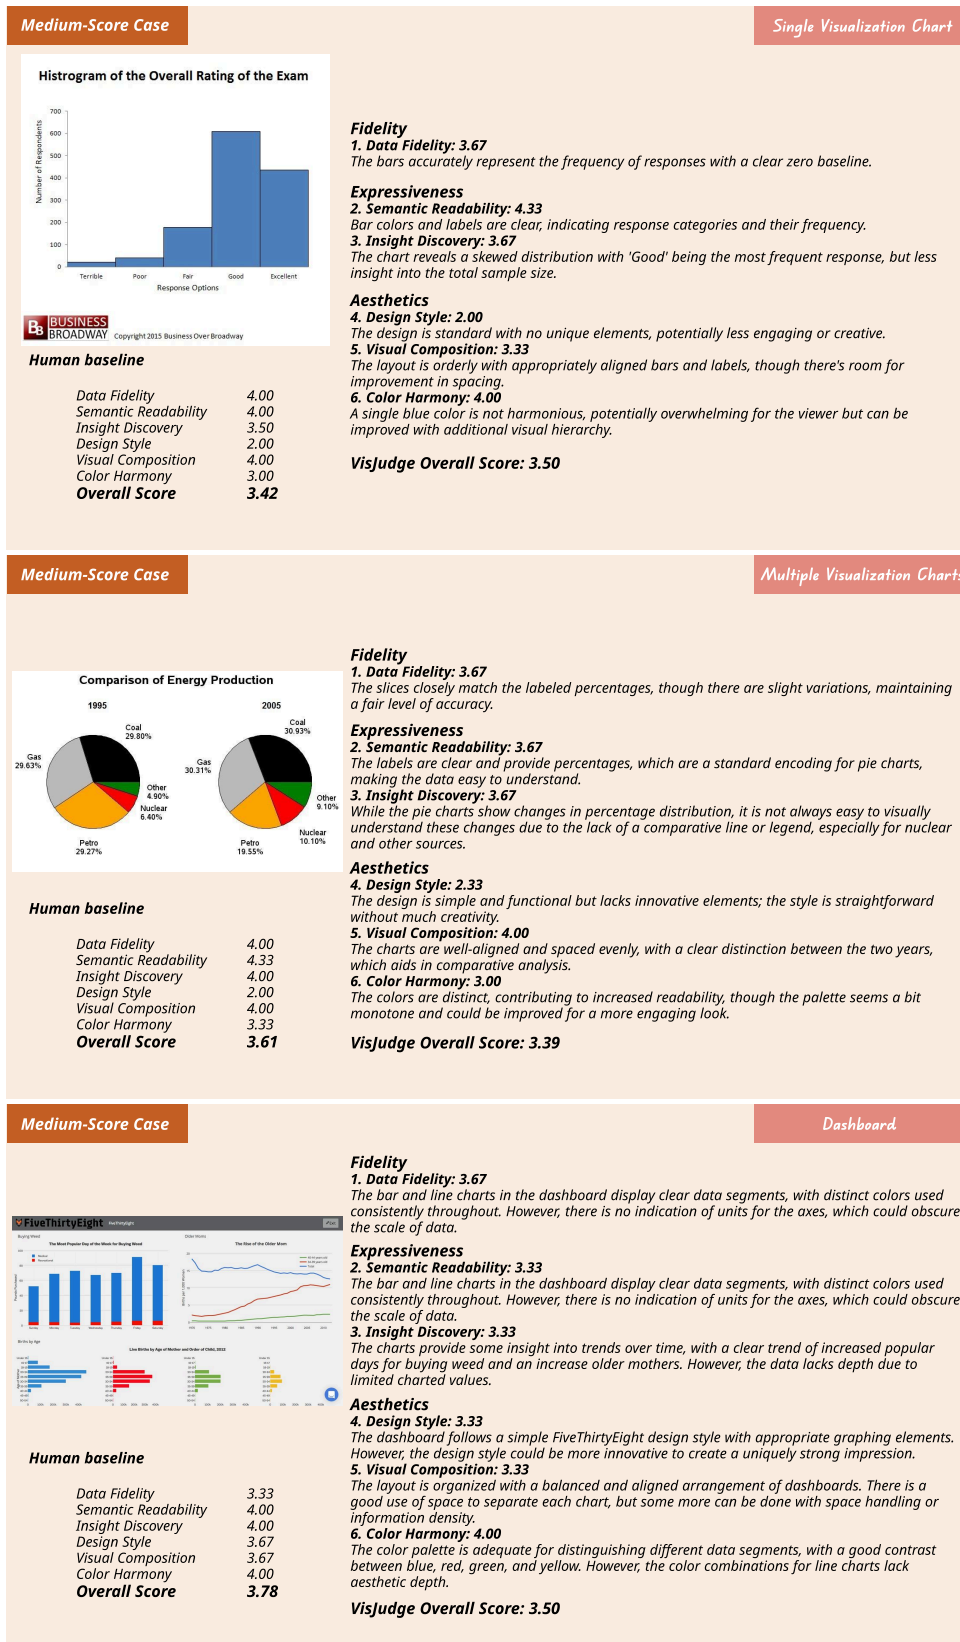 Medium-Score Case
Single Visualization Chart
Histrogram of the Overall Rating of the Exam
700
600
500
400
300
200
100
0
Number of Respondents
Terrible Poor Fair Good Excellent
Response Options
BB BUSINESS BROADWAY
Copyright 2015 Business Over Broadway
Human baseline
Data Fidelity 4.00
Semantic Readability 4.00
Insight Discovery 3.50
Design Style 2.00
Visual Composition 4.00
Color Harmony 3.00
Overall Score 3.42
Fidelity
1. Data Fidelity: 3.67
The bars accurately represent the frequency of responses with a clear zero baseline.
Expressiveness
2. Semantic Readability: 4.33
Bar colors and labels are clear, indicating response categories and their frequency.
3. Insight Discovery: 3.67
The chart reveals a skewed distribution with 'Good' being the most frequent response, but less
insight into the total sample size.
Aesthetics
4. Design Style: 2.00
The design is standard with no unique elements, potentially less engaging or creative.
5. Visual Composition: 3.33
The layout is orderly with appropriately aligned bars and labels, though there's room for
improvement in spacing.
6. Color Harmony: 4.00
A single blue color is not harmonious, potentially overwhelming for the viewer but can be
improved with additional visual hierarchy.
VisJudge Overall Score: 3.50
Medium-Score Case
Multiple Visualization Charts
Comparison of Energy Production
1995
Coal
29.80%
Gas
29.63%
Other
4.90%
Nuclear
6.40%
Petro
29.27%
2005
Coal
30.93%
Gas
30.31%
Other
9.10%
Nuclear
10.10%
Petro
19.55%
Human baseline
Data Fidelity 4.00
Semantic Readability 4.33
Insight Discovery 4.00
Design Style 2.00
Visual Composition 4.00
Color Harmony 3.33
Overall Score 3.61
Fidelity
1. Data Fidelity: 3.67
The slices closely match the labeled percentages, though there are slight variations, maintaining
a fair level of accuracy.
Expressiveness
2. Semantic Readability: 3.67
The labels are clear and provide percentages, which are a standard encoding for pie charts,
making the data easy to understand.
3. Insight Discovery: 3.67
While the pie charts show changes in percentage distribution, it is not always easy to visually
understand these changes due to the lack of a comparative line or legend, especially for nuclear
and other sources.
Aesthetics
4. Design Style: 2.33
The design is simple and functional but lacks innovative elements; the style is straightforward
without much creativity.
5. Visual Composition: 4.00
The charts are well-aligned and spaced evenly, with a clear distinction between the two years,
which aids in comparative analysis.
6. Color Harmony: 3.00
The colors are distinct, contributing to increased readability, though the palette seems a bit
monotone and could be improved for a more engaging look.
VisJudge Overall Score: 3.39
Medium-Score Case
Dashboard
FiveThirtyEight FiveThirtyEight
Buying Weed
The Most Popular Day of the Week for Buying Weed
Older Moms
The Rise of the Older Mom
Births by Age
Live Births by Age of Mother and Order of Child, 2013
Human baseline
Data Fidelity 3.33
Semantic Readability 4.00
Insight Discovery 4.00
Design Style 3.67
Visual Composition 3.67
Color Harmony 4.00
Overall Score 3.78
Fidelity
1. Data Fidelity: 3.67
The bar and line charts in the dashboard display clear data segments, with distinct colors used
consistently throughout. However, there is no indication of units for the axes, which could obscure
the scale of data.
Expressiveness
2. Semantic Readability: 3.33
The bar and line charts in the dashboard display clear data segments, with distinct colors used
consistently throughout. However, there is no indication of units for the axes, which could obscure
the scale of data.
3. Insight Discovery: 3.33
The charts provide some insight into trends over time, with a clear trend of increased popular
days for buying weed and an increase older mothers. However, the data lacks depth due to
limited charted values.
Aesthetics
4. Design Style: 3.33
The dashboard follows a simple FiveThirtyEight design style with appropriate graphing elements.
However, the design style could be more innovative to create a uniquely strong impression.
5. Visual Composition: 3.33
The layout is organized with a balanced and aligned arrangement of dashboards. There is a
good use of space to separate each chart, but some more can be done with space handling or
information density.
6. Color Harmony: 4.00
The color palette is adequate for distinguishing different data segments, with a good contrast
between blue, red, green, and yellow. However, the color combinations for line charts lack
aesthetic depth.
VisJudge Overall Score: 3.50